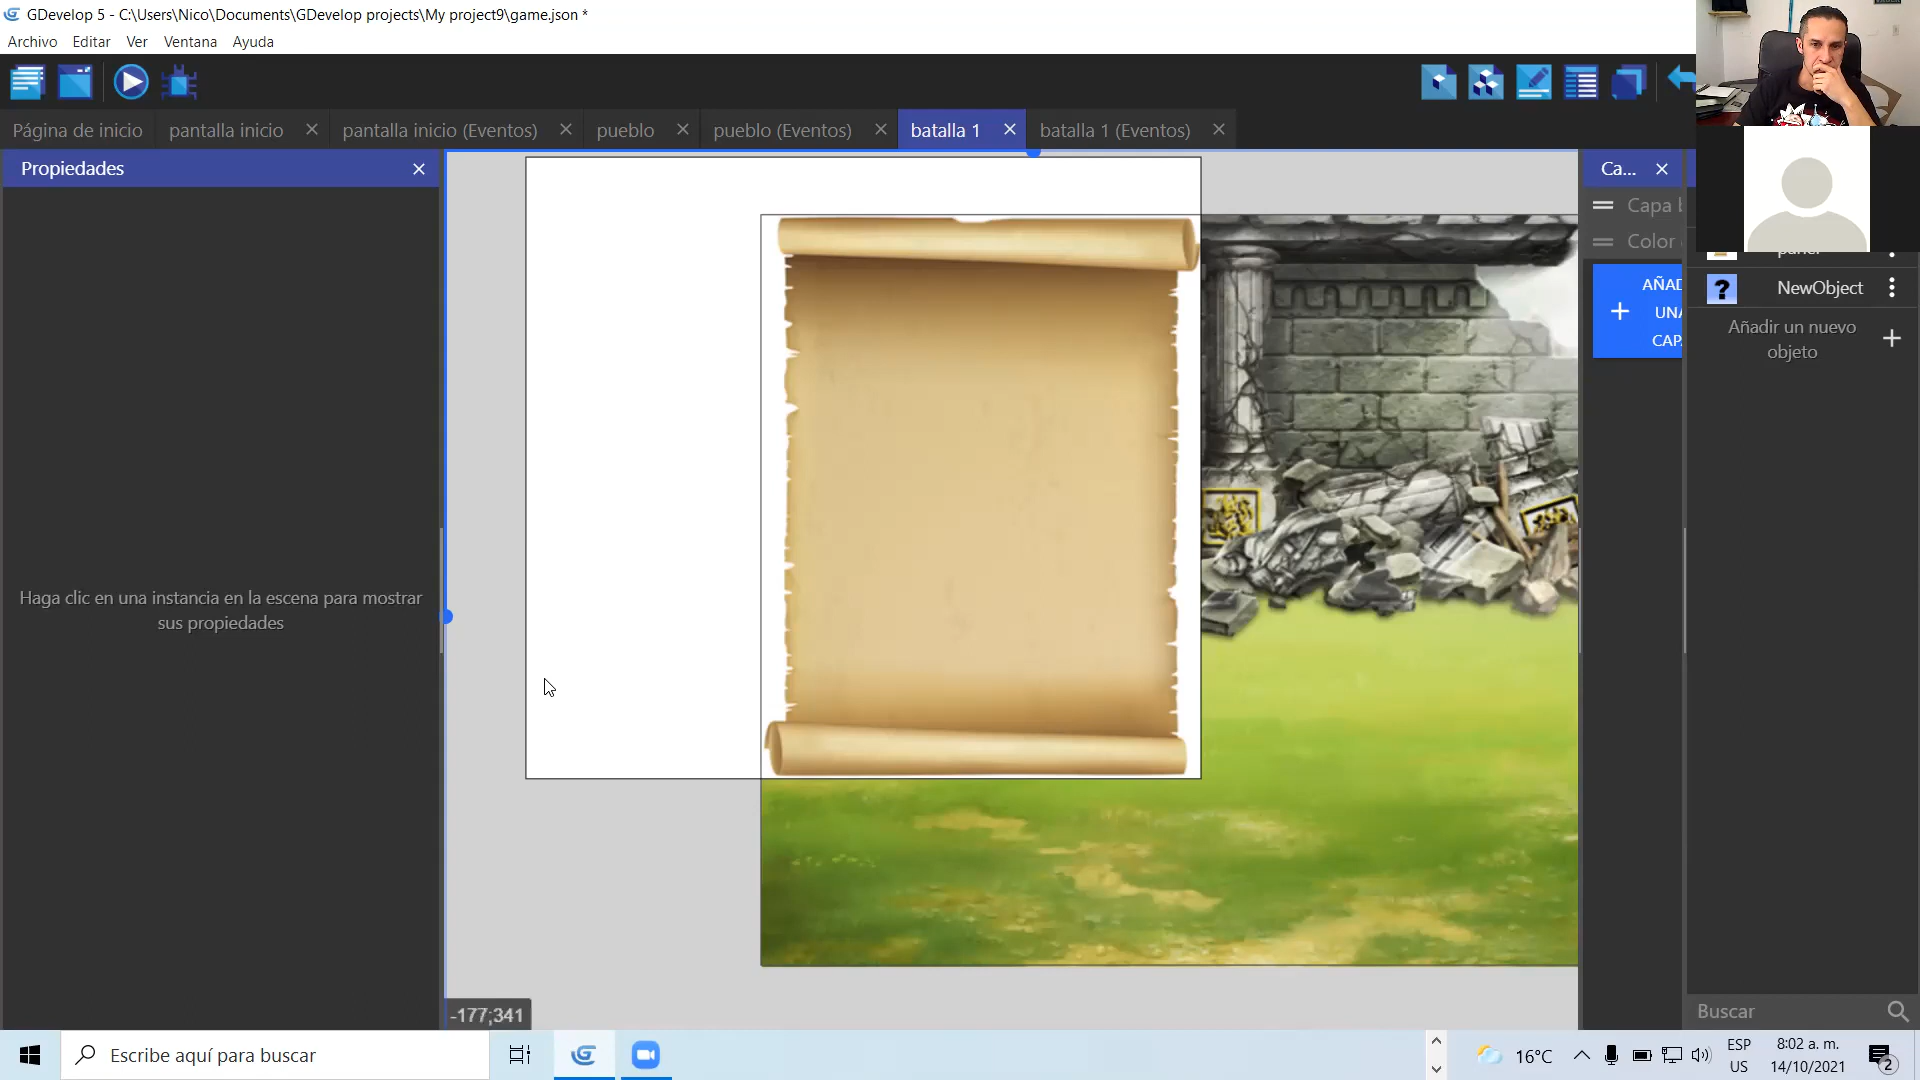 GDevelop 5 - C:\Users\Nico\Documents\GDevelop projects\My project9\game.json *
Archivo Editar Ver Ventana Ayuda
Página de inicio pantalla inicio pantalla inicio (Eventos) pueblo pueblo (Eventos) batalla 1 batalla 1 (Eventos)
Propiedades
Ca...
Capa b
Color
AÑAD
UNA
CAPA
NewObject
Añadir un nuevo
objeto
Haga clic en una instancia en la escena para mostrar
sus propiedades
-177;341
Buscar
Escribe aquí para buscar
16°C
ESP
US
8:02 a. m.
14/10/2021
2